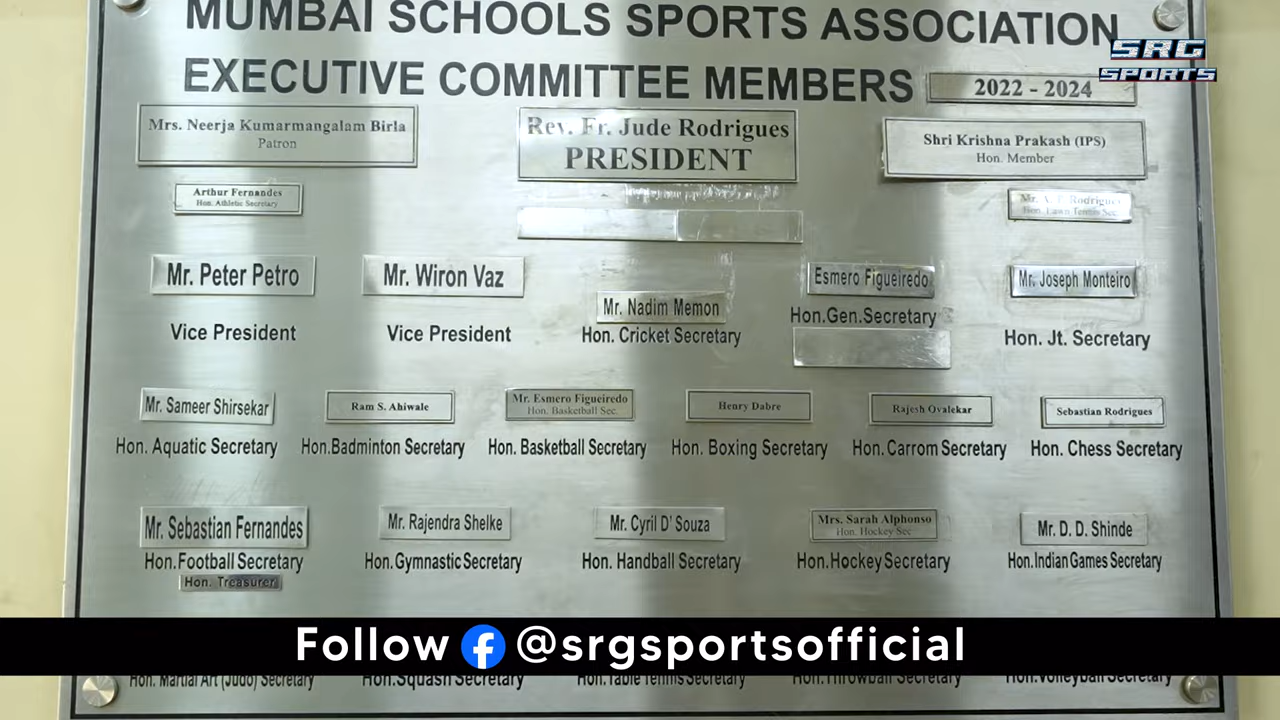 MUMBAI SCHOOLS SPORTS ASSOCIATION
SRG
SPORTS
EXECUTIVE COMMITTEE MEMBERS
2022 - 2024
Mrs. Neerja Kumarmangalam Birla
Patron
Rev. Fr. Jude Rodrigues
PRESIDENT
Shri Krishna Prakash (IPS)
Hon. Member
Arthur Fernandes
Hon. Athletic Secretary
Rodrigues
Hon. Lawn Tennis Sec.
Mr. Peter Petro
Vice President
Mr. Wiron Vaz
Vice President
Mr. Nadim Memon
Hon. Cricket Secretary
Esmero Figueiredo
Hon.Gen.Secretary
Mr. Joseph Monteiro
Hon. Jt. Secretary
Mr. Sameer Shirsekar
Hon. Aquatic Secretary
Ram S. Ahiwale
Hon.Badminton Secretary
Mr. Esmero Figueiredo
Hon. Basketball Sec.
Hon. Basketball Secretary
Henry Dabre
Hon. Boxing Secretary
Rajesh Ovalekar
Hon.Carrom Secretary
Sebastian Rodrigues
Hon. Chess Secretary
Mr. Sebastian Fernandes
Hon.Football Secretary
Hon. Treasurer
Mr. Rajendra Shelke
Hon.Gymnastic Secretary
Mr. Cyril D' Souza
Hon. Handball Secretary
Mrs. Sarah Alphonso
Hon. Hockey Sec
Hon.Hockey Secretary
Mr. D. D. Shinde
Hon.Indian Games Secretary
Follow @srgsportsofficial
Hon. Martial Art (Judo) Secretary
Hon.Squash Secretary
Hon.Table Tennis Secretary
Hon.Throwball Secretary
Hon.Volleyball Secretary